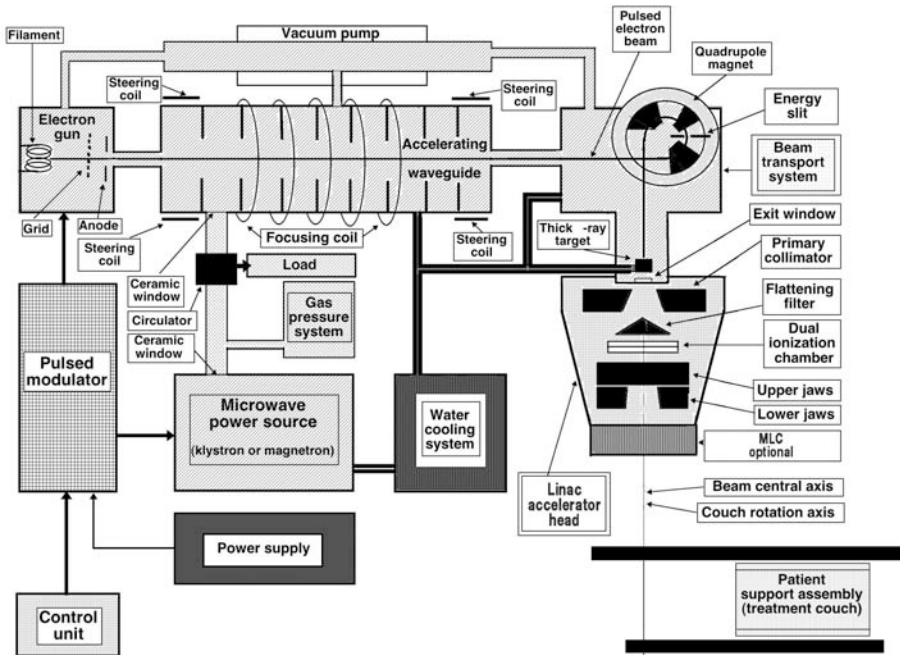 Filament
Vacuum pump
Pulsed
electron
beam
Quadrupole
magnet
Steering
coil
Steering
coil
Energy
slit
Electron
gun
Accelerating
waveguide
Beam
transport
system
Grid
Anode
Steering
coil
Focusing coil
Steering
coil
Thick -ray
target
Exit window
Primary
collimator
Ceramic
window
Load
Circulator
Gas
pressure
system
Flattening
filter
Ceramic
window
Dual
ionization
chamber
Pulsed
modulator
Microwave
power source
(klystron or magnetron)
Water
cooling
system
Upper jaws
Lower jaws
MLC
optional
Linac
accelerator
head
Beam central axis
Couch rotation axis
Power supply
Control
unit
Patient
support assembly
(treatment couch)